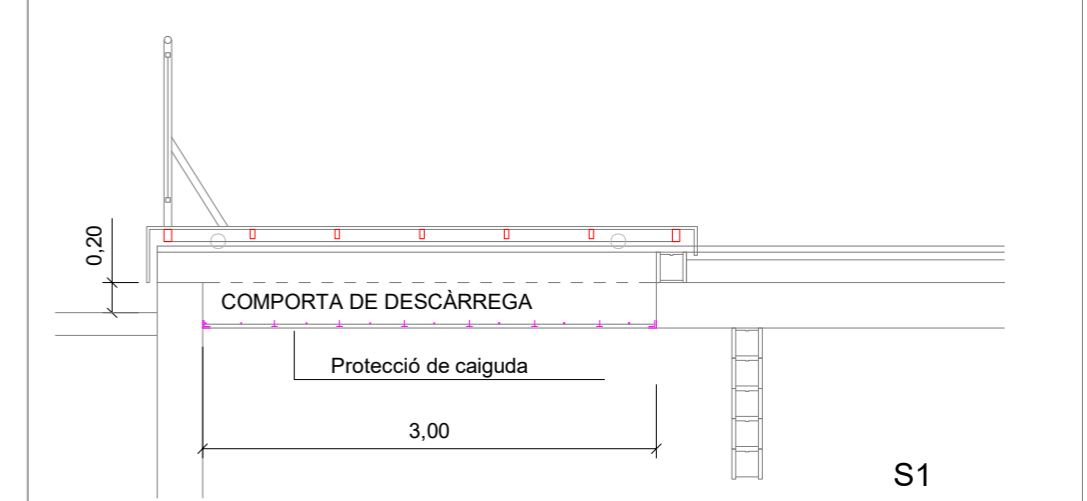 0,20
COMPORTA DE DESCÀRREGA
Protecció de caiguda
3,00
S1